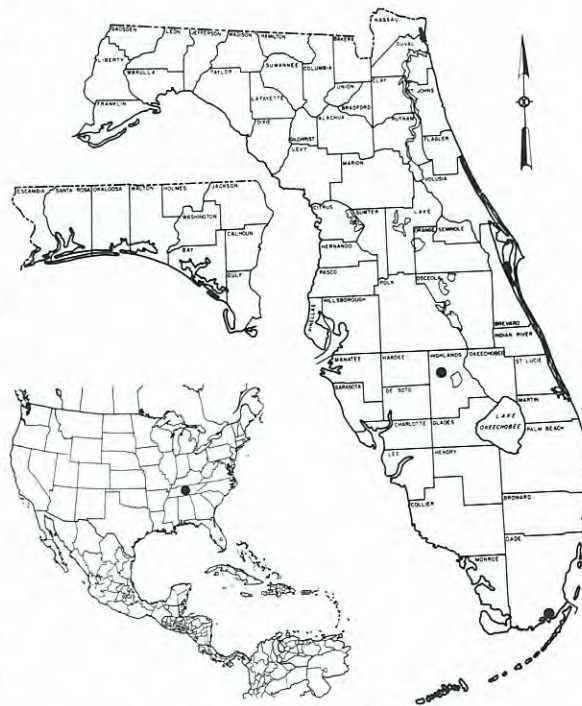 NASSAU
GADSDEN
LEON
JEFFERSON
MADISON
HAMILTON
BAKER
DUVAL
LIBERTY
WAKULLA
TAYLOR
SUWANNEE
COLUMBIA
UNION
CLAY
ST JOHNS
LAFAYETTE
BRADFORD
FRANKLIN
DIXIE
GILCHRIST
ALACHUA
PUTNAM
LEVY
FLAGLER
MARION
VOLUSIA
ESCAMBIA
SANTA ROSA
OKALOOSA
WALTON
HOLMES
JACKSON
WASHINGTON
CITRUS
SUMTER
LAKE
BAY
CALHOUN
ORANGE
SEMINOLE
HERNANDO
GULF
PASCO
POLK
OSCEOLA
PINELLAS
HILLSBOROUGH
BREVARD
INDIAN RIVER
MANATEE
HARDEE
HIGHLANDS
OKEECHOBEE
ST LUCIE
SARASOTA
DE SOTO
MARTIN
LAKE
OKEECHOBEE
CHARLOTTE
GLADES
PALM BEACH
LEE
HENDRY
BROWARD
COLLIER
DADE
MONROE